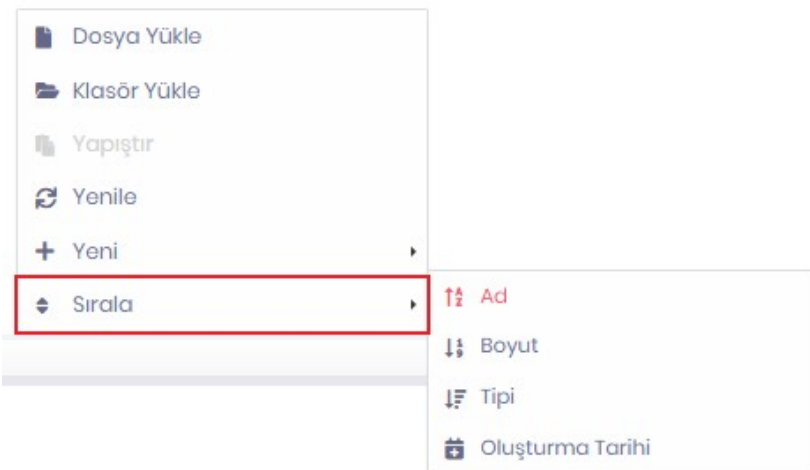 Dosya Yükle
Klasör Yükle
Yapıştır
Yenile
Yeni
Sırala
Ad
Boyut
Tipi
Oluşturma Tarihi